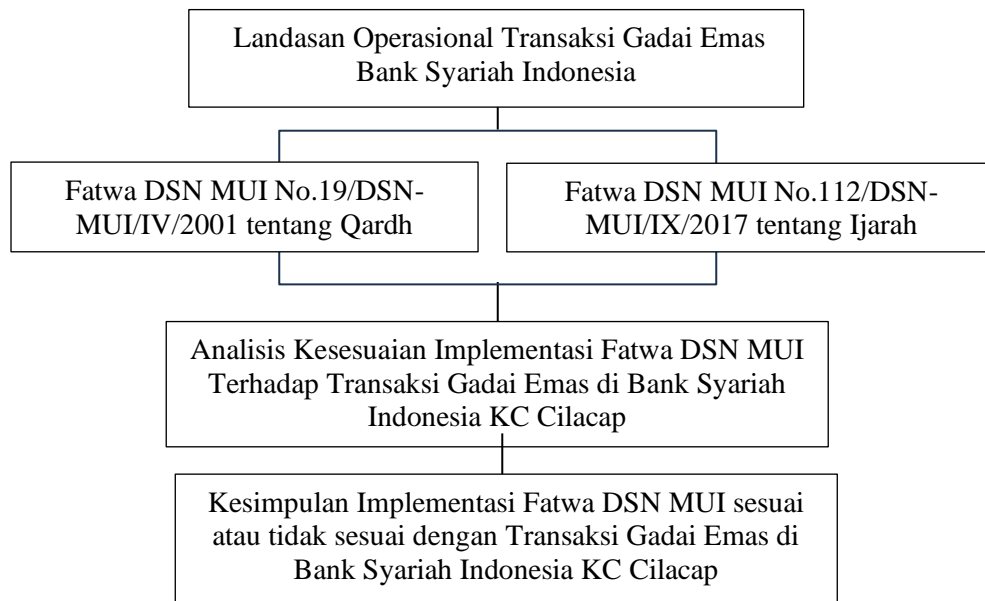 Landasan Operasional Transaksi Gadai Emas
Bank Syariah Indonesia
Fatwa DSN MUI No.19/DSN-
MUI/IV/2001 tentang Qardh
Fatwa DSN MUI No.112/DSN-
MUI/IX/2017 tentang Ijarah
Analisis Kesesuaian Implementasi Fatwa DSN MUI
Terhadap Transaksi Gadai Emas di Bank Syariah
Indonesia KC Cilacap
Kesimpulan Implementasi Fatwa DSN MUI sesuai
atau tidak sesuai dengan Transaksi Gadai Emas di
Bank Syariah Indonesia KC Cilacap